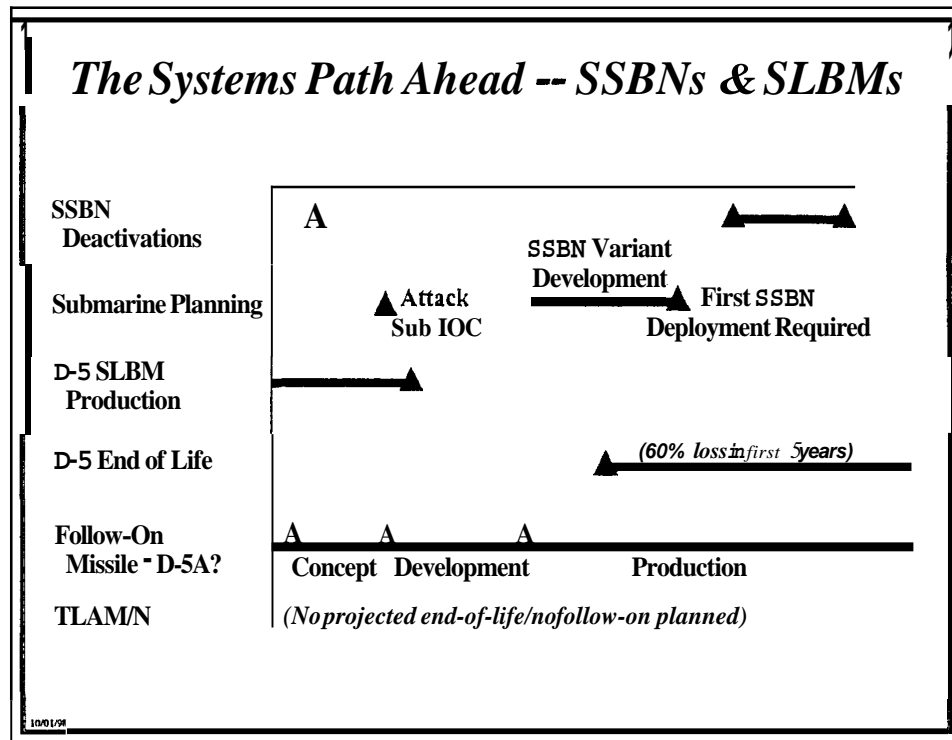 The Systems Path Ahead -- SSBNs & SLBMs
SSBN
Deactivations
A
SSBN Variant
Development
Submarine Planning
Attack
Sub IOC
First SSBN
Deployment Required
D-5 SLBM
Production
D-5 End of Life
(60% loss in first 5 years)
Follow-On
Missile - D-5A?
A A A
Concept Development Production
TLAM/N
(No projected end-of-life/no follow-on planned)